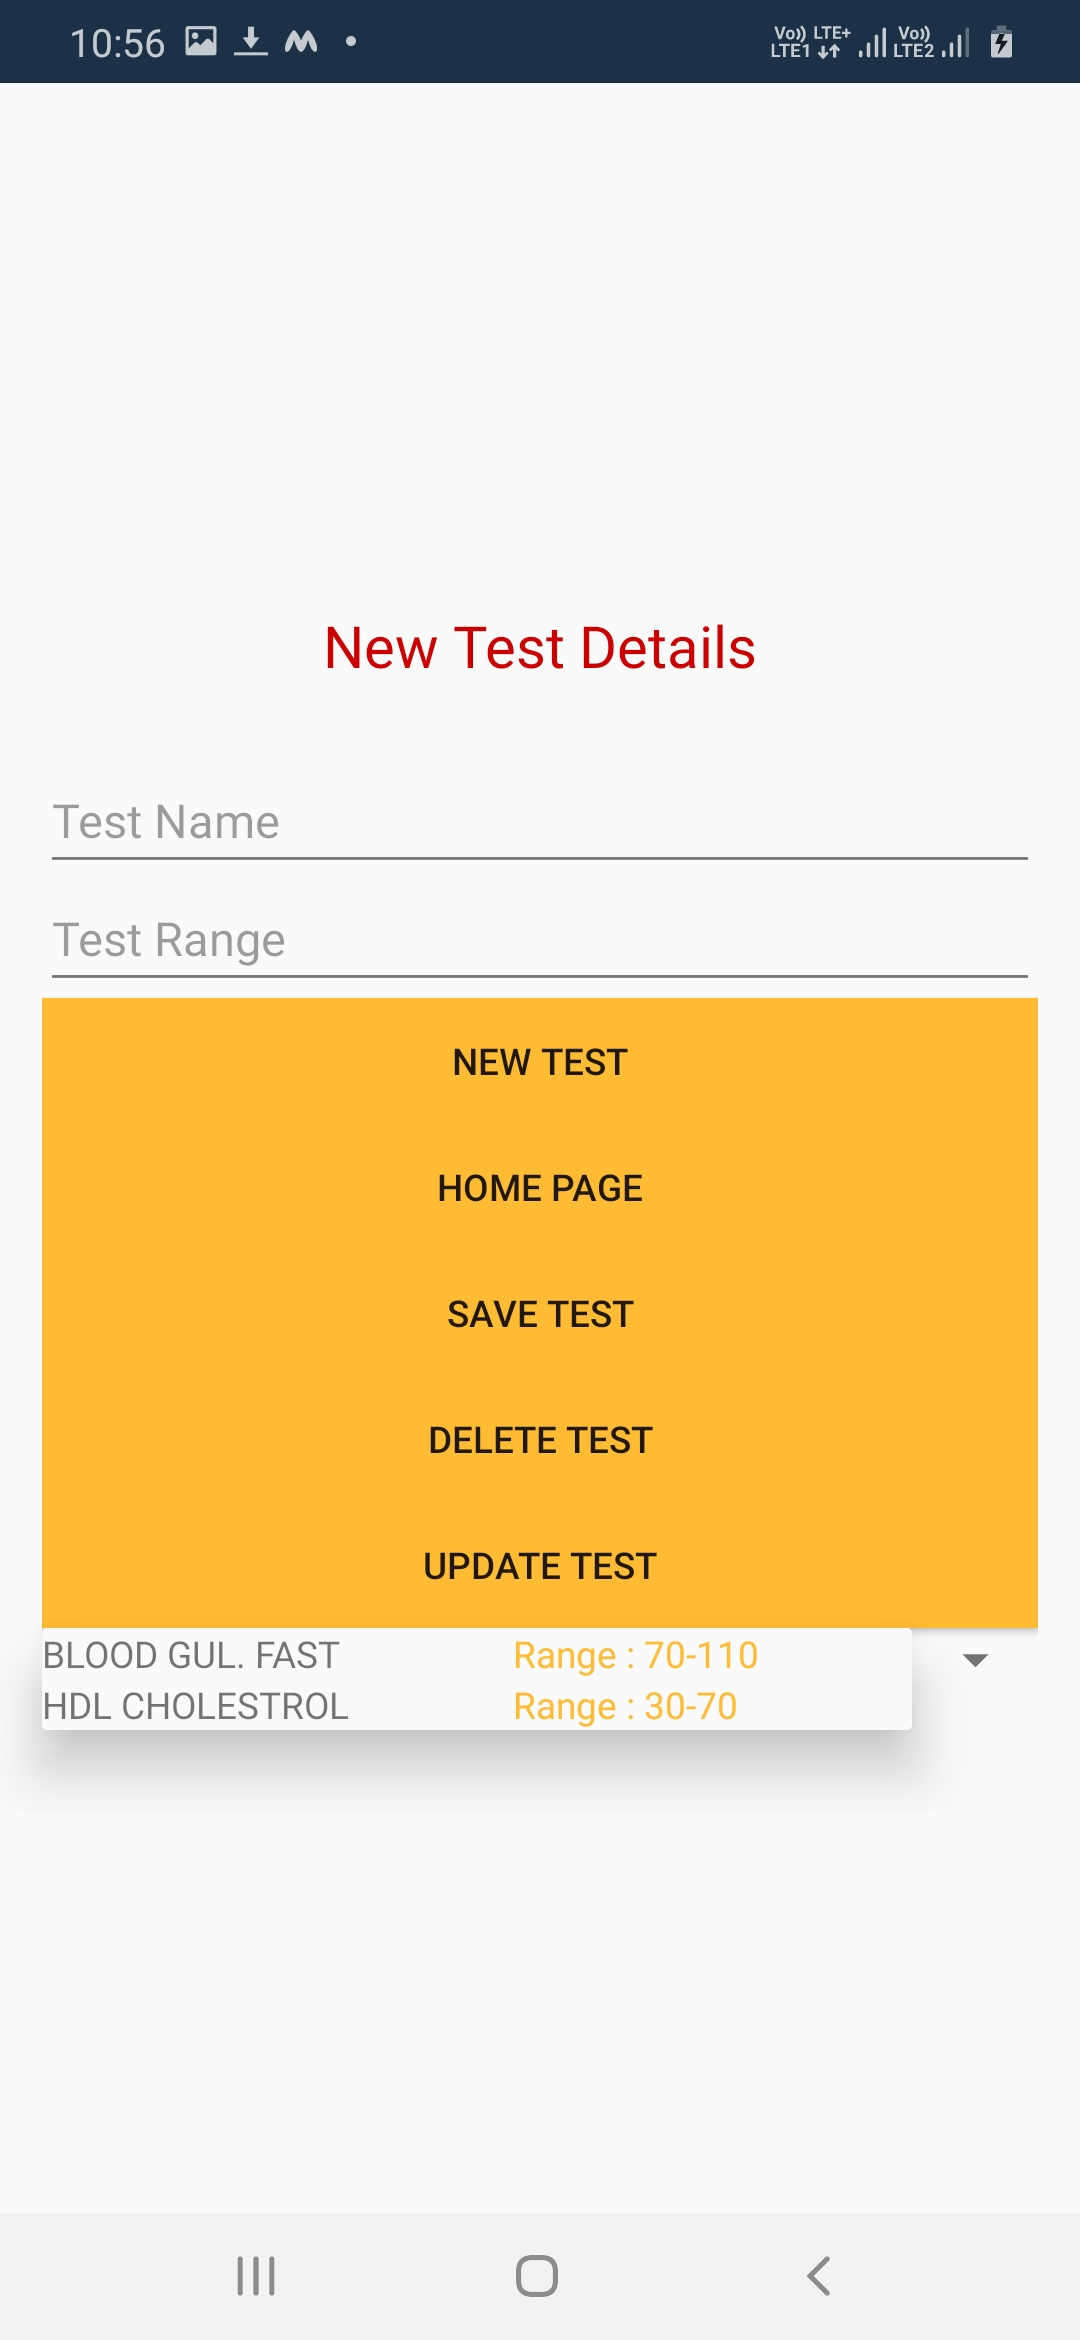 10:56
Vo)) LTE+ Vo))
LTE1 LTE2
New Test Details
Test Name
Test Range
NEW TEST
HOME PAGE
SAVE TEST
DELETE TEST
UPDATE TEST
BLOOD GUL. FAST Range : 70-110
HDL CHOLESTROL Range : 30-70